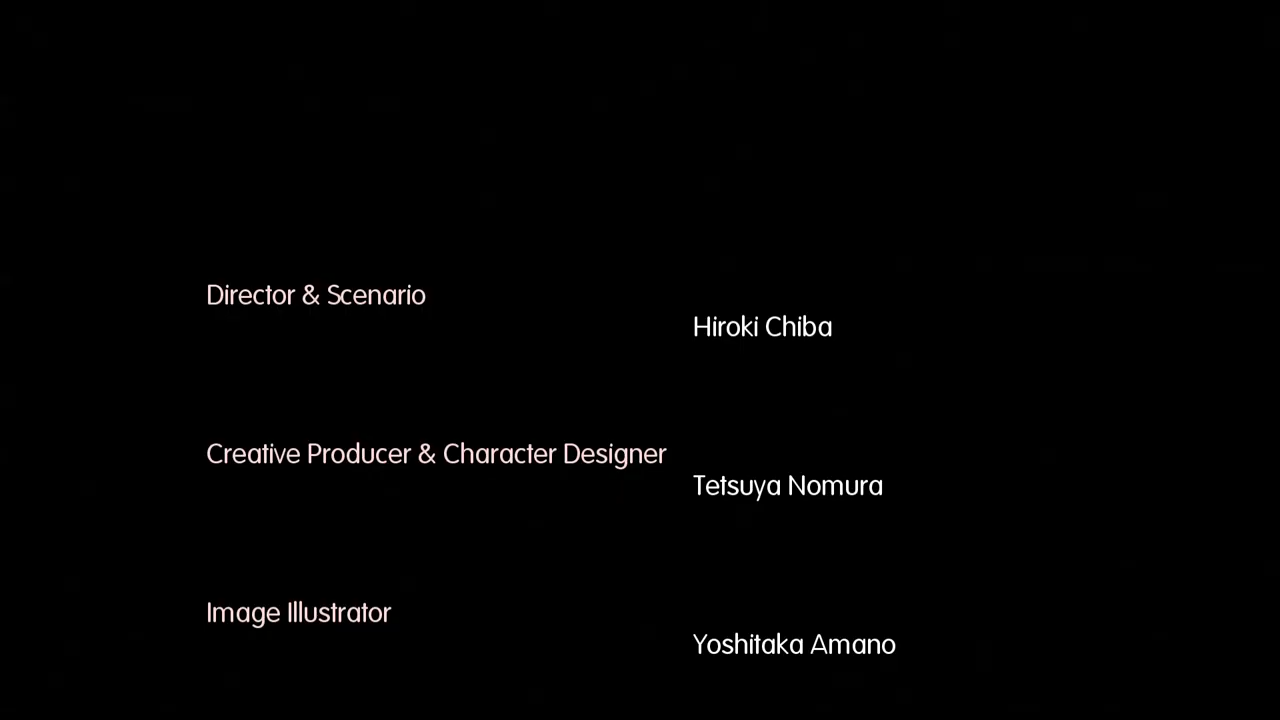 Director & Scenario
Hiroki Chiba
Creative Producer & Character Designer
Tetsuya Nomura
Image Illustrator
Yoshitaka Amano